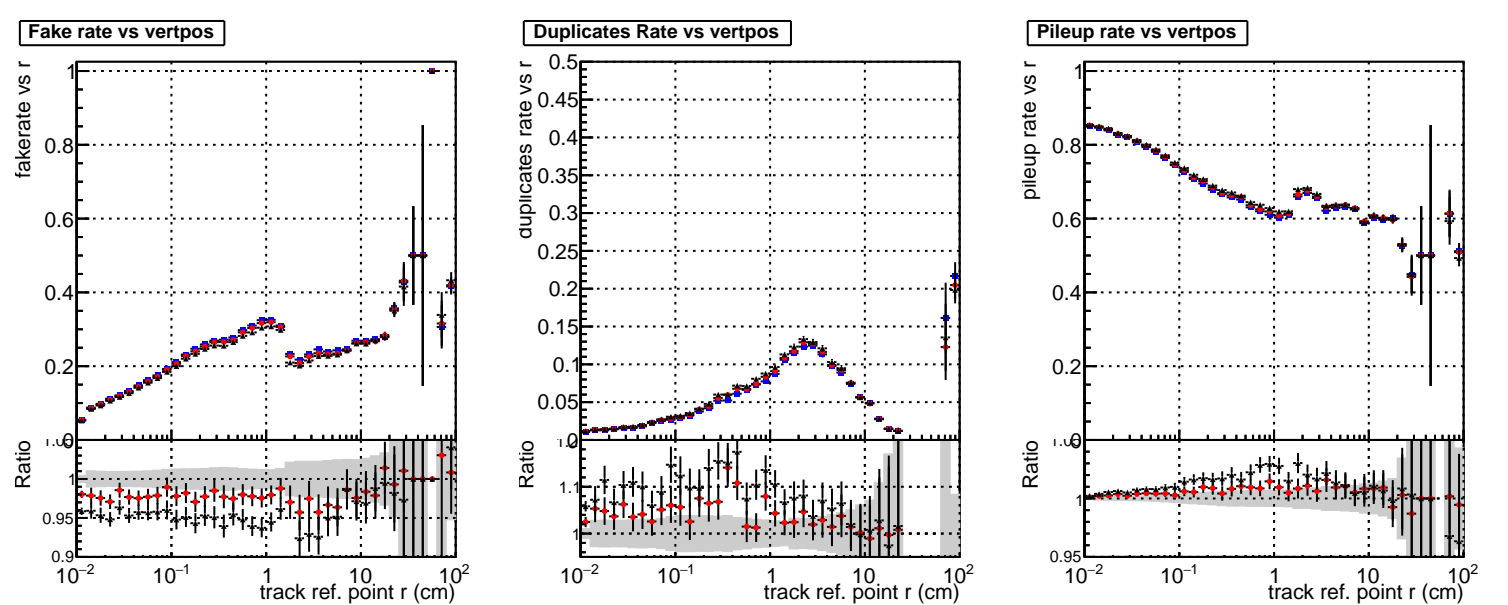 Fake rate vs vertpos
fakerate vs r
1
0.8
0.6
0.4
0.2
0
Ratio
1
0.95
0.9
10⁻² 10⁻¹ 1 10 10²
track ref. point r (cm)
Duplicates Rate vs vertpos
duplicates rate vs r
0.5
0.45
0.4
0.35
0.3
0.25
0.2
0.15
0.1
0.05
Ratio
1.1
1
10⁻² 10⁻¹ 1 10 10²
track ref. point r (cm)
Pileup rate vs vertpos
pileup rate vs r
1
0.8
0.6
0.4
0.2
Ratio
1
0.95
10⁻² 10⁻¹ 1 10 10²
track ref. point r (cm)